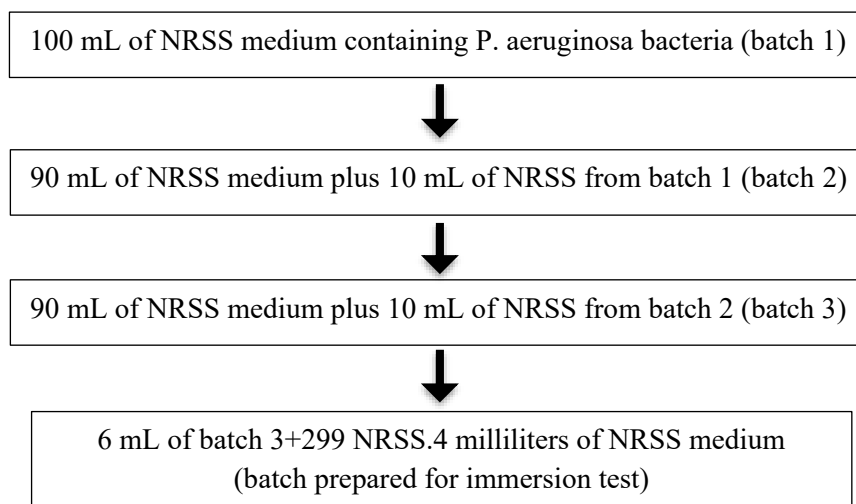 100 mL of NRSS medium containing P. aeruginosa bacteria (batch 1)
90 mL of NRSS medium plus 10 mL of NRSS from batch 1 (batch 2)
90 mL of NRSS medium plus 10 mL of NRSS from batch 2 (batch 3)
6 mL of batch 3+299 NRSS.4 milliliters of NRSS medium
(batch prepared for immersion test)